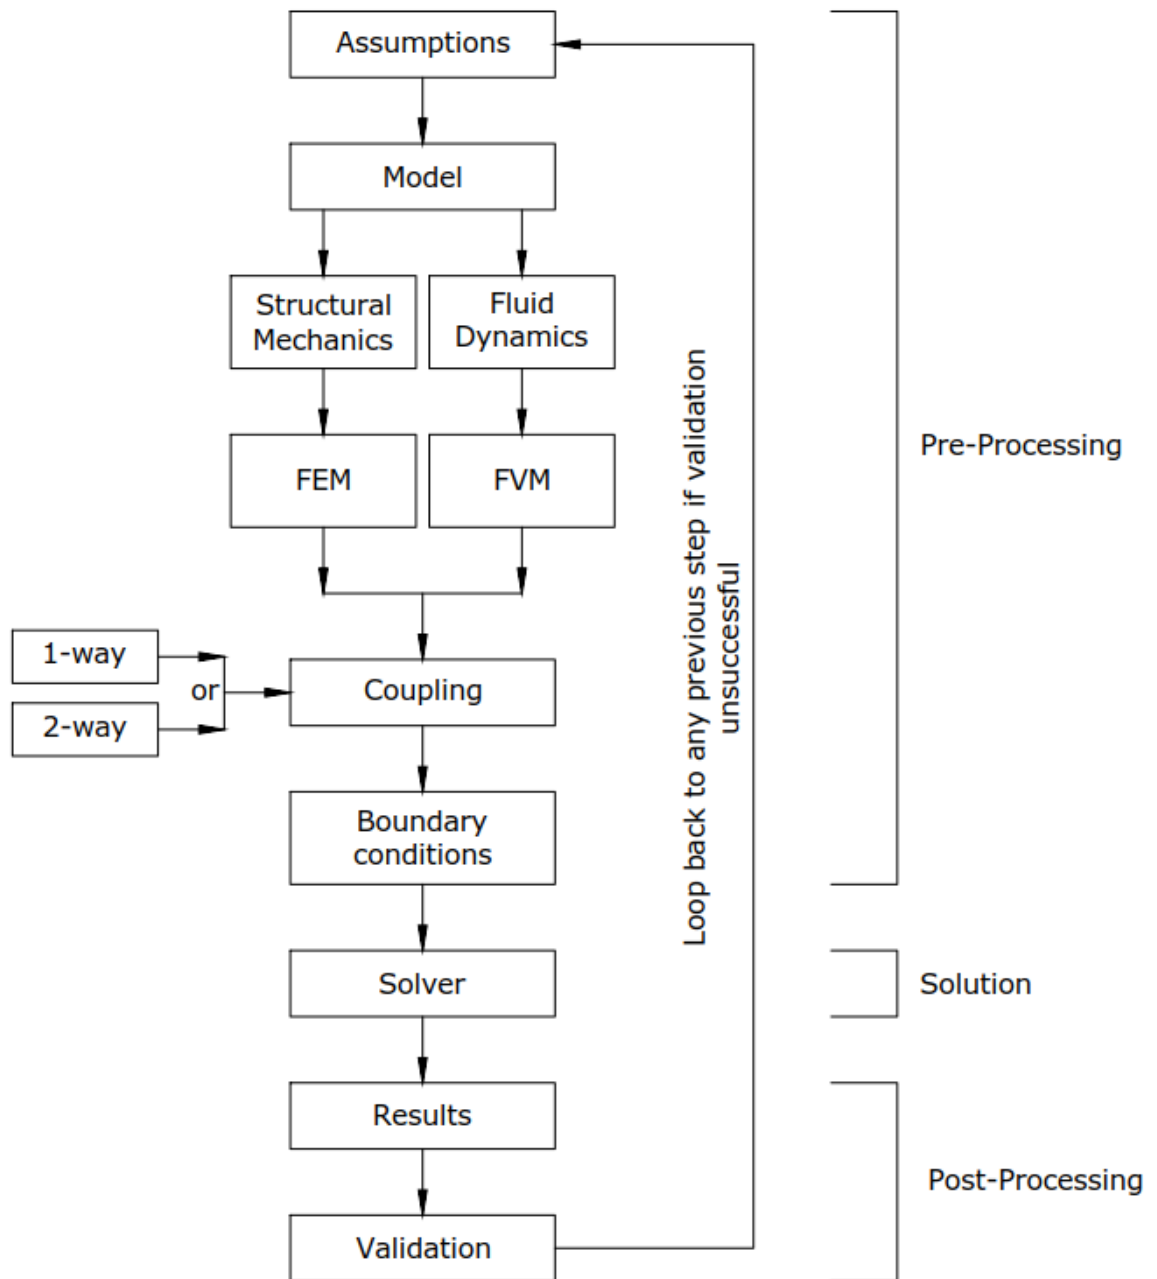 Assumptions
Model
Structural
Mechanics
Fluid
Dynamics
FEM
FVM
1-way
or
2-way
Coupling
Boundary
conditions
Solver
Results
Validation
Loop back to any previous step if validation
unsuccessful
Pre-Processing
Solution
Post-Processing